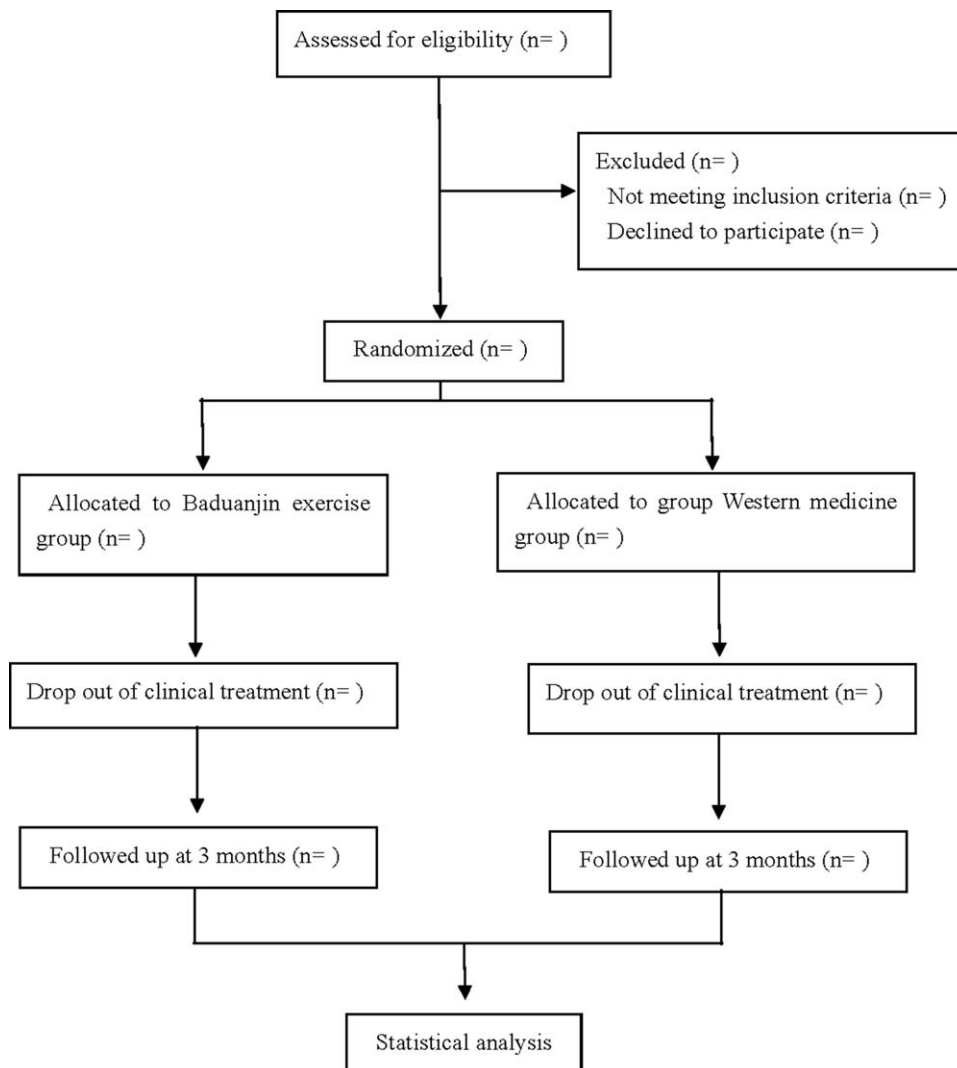 Assessed for eligibility (n= )
Excluded (n= )
Not meeting inclusion criteria (n= )
Declined to participate (n= )
Randomized (n= )
Allocated to Baduanjin exercise
group (n= )
Allocated to group Western medicine
group (n= )
Drop out of clinical treatment (n= )
Drop out of clinical treatment (n= )
Followed up at 3 months (n= )
Followed up at 3 months (n= )
Statistical analysis